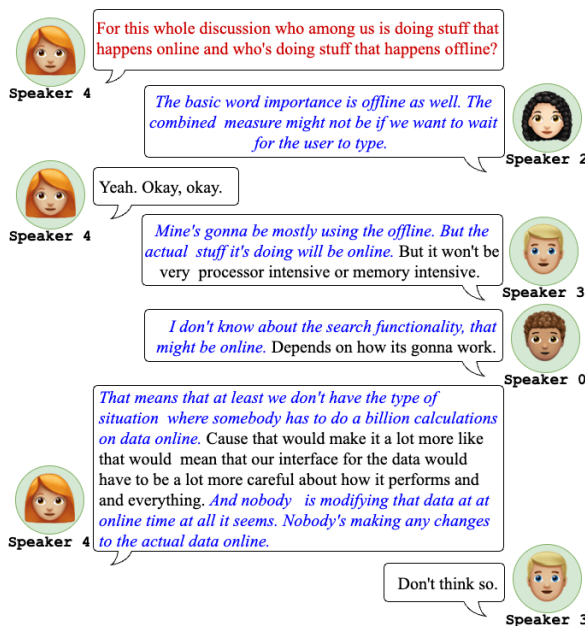 For this whole discussion who among us is doing stuff that
happens online and who's doing stuff that happens offline?
Speaker 4
The basic word importance is offline as well. The
combined measure might not be if we want to wait
for the user to type.
Speaker 2
Yeah. Okay, okay.
Speaker 4
Mine's gonna be mostly using the offline. But the
actual stuff it's doing will be online. But it won't be
very processor intensive or memory intensive.
Speaker 3
I don't know about the search functionality, that
might be online. Depends on how its gonna work.
Speaker 0
That means that at least we don't have the type of
situation where somebody has to do a billion calculations
on data online. Cause that would make it a lot more like
that would mean that our interface for the data would
have to be a lot more careful about how it performs and
and everything. And nobody is modifying that data at at
online time at all it seems. Nobody's making any changes
to the actual data online.
Speaker 4
Don't think so.
Speaker 3